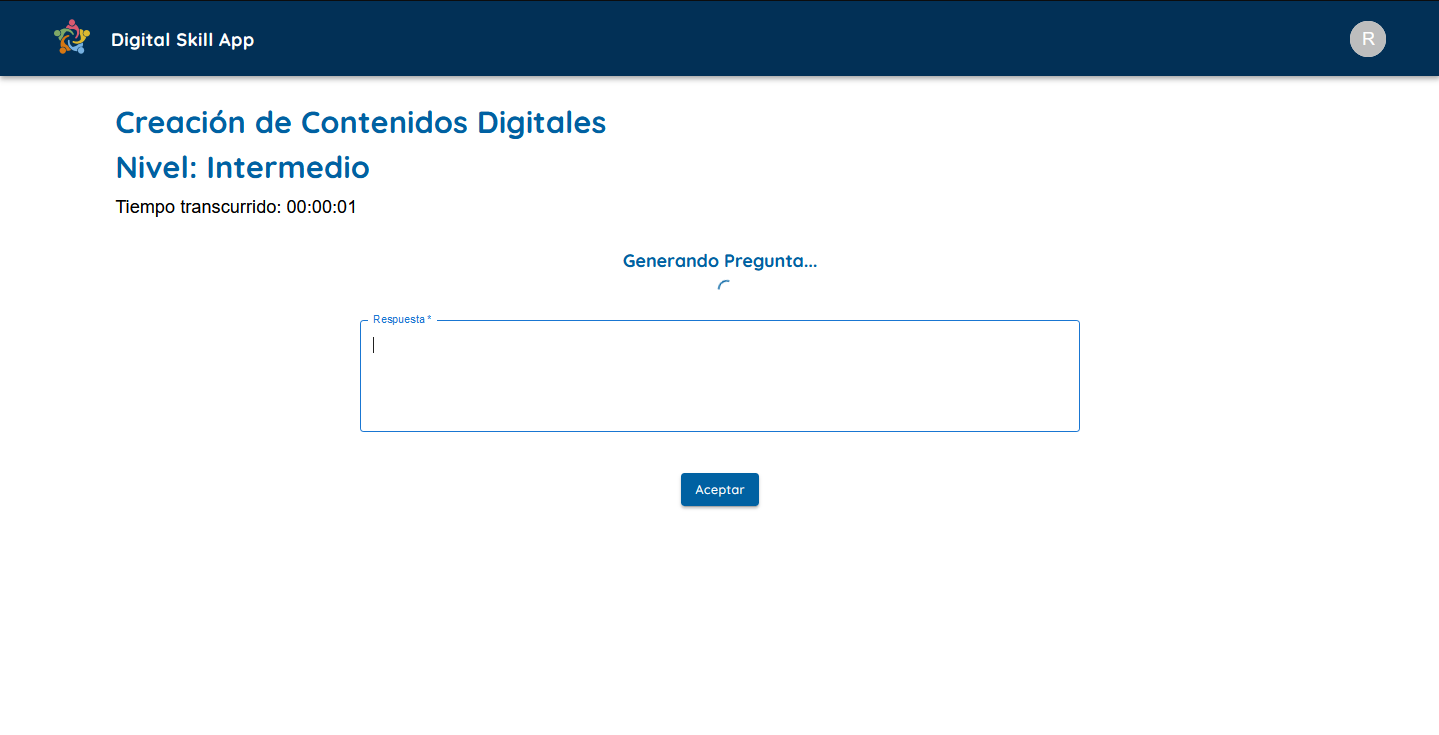 Digital Skill App
R
Creación de Contenidos Digitales
Nivel: Intermedio
Tiempo transcurrido: 00:00:01
Generando Pregunta...
Respuesta *
Aceptar